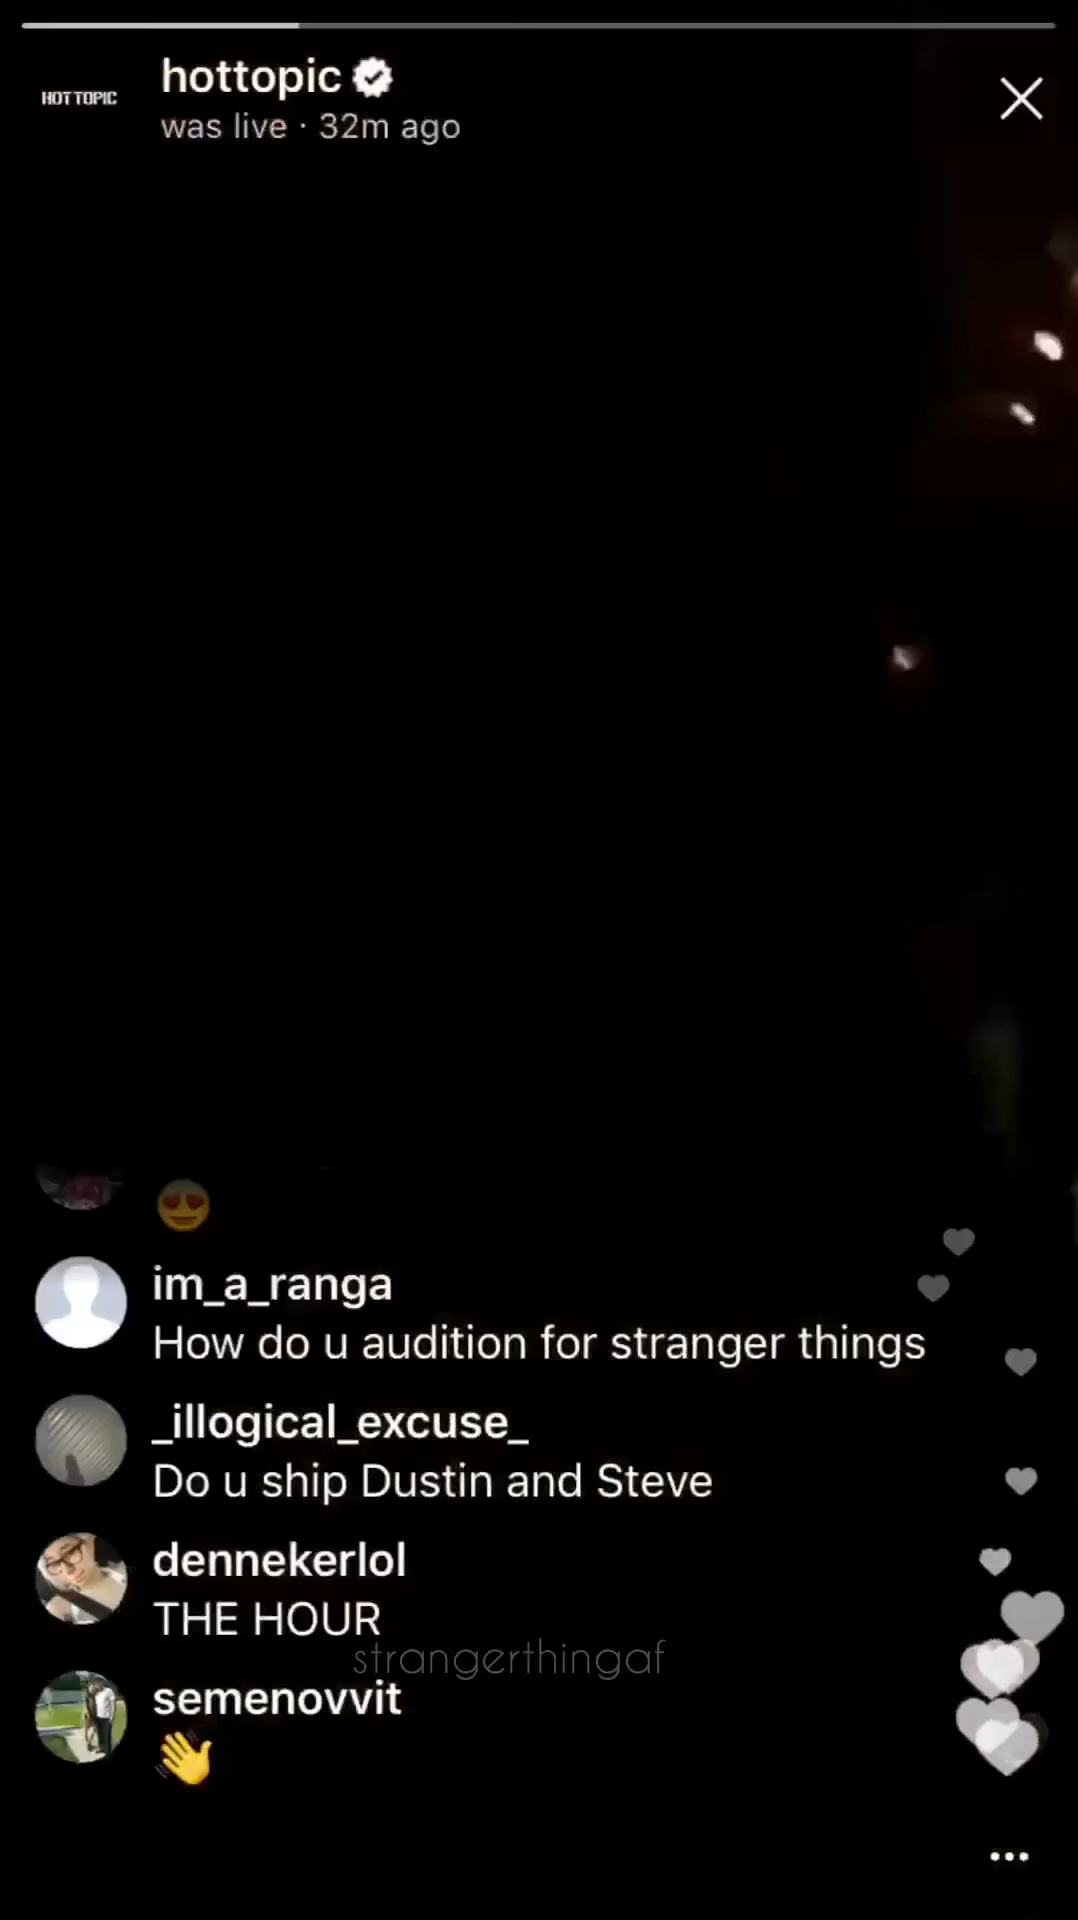 hottopic
HOT TOPIC
was live · 32m ago
😍
im_a_ranga
How do u audition for stranger things
_illogical_excuse_
Do u ship Dustin and Steve
dennekerlol
THE HOUR
strangerthingaf
semenovvit
👋